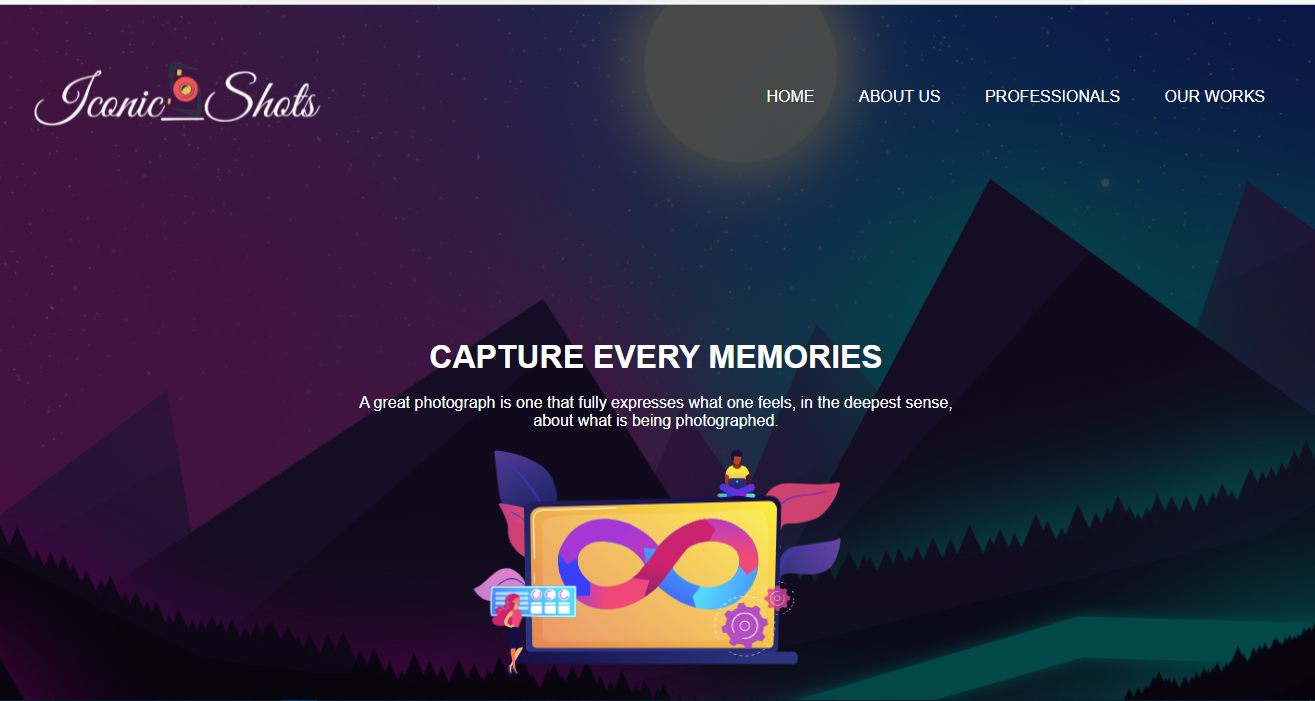 Iconic Shots
HOME ABOUT US PROFESSIONALS OUR WORKS
CAPTURE EVERY MEMORIES
A great photograph is one that fully expresses what one feels, in the deepest sense,
about what is being photographed.